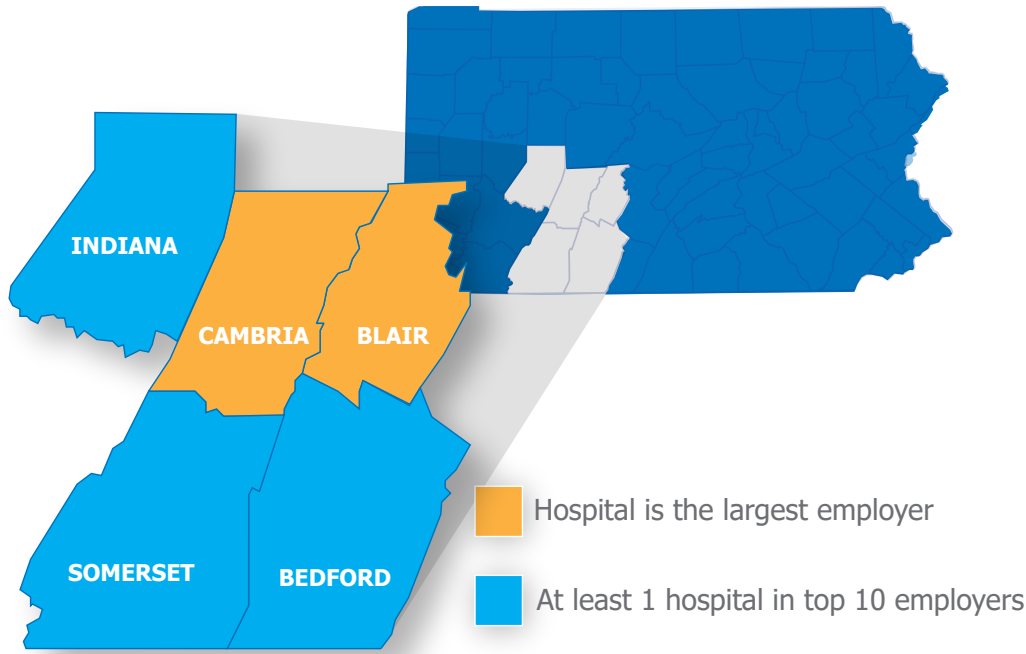 INDIANA
CAMBRIA
BLAIR
SOMERSET
BEDFORD
Hospital is the largest employer
At least 1 hospital in top 10 employers